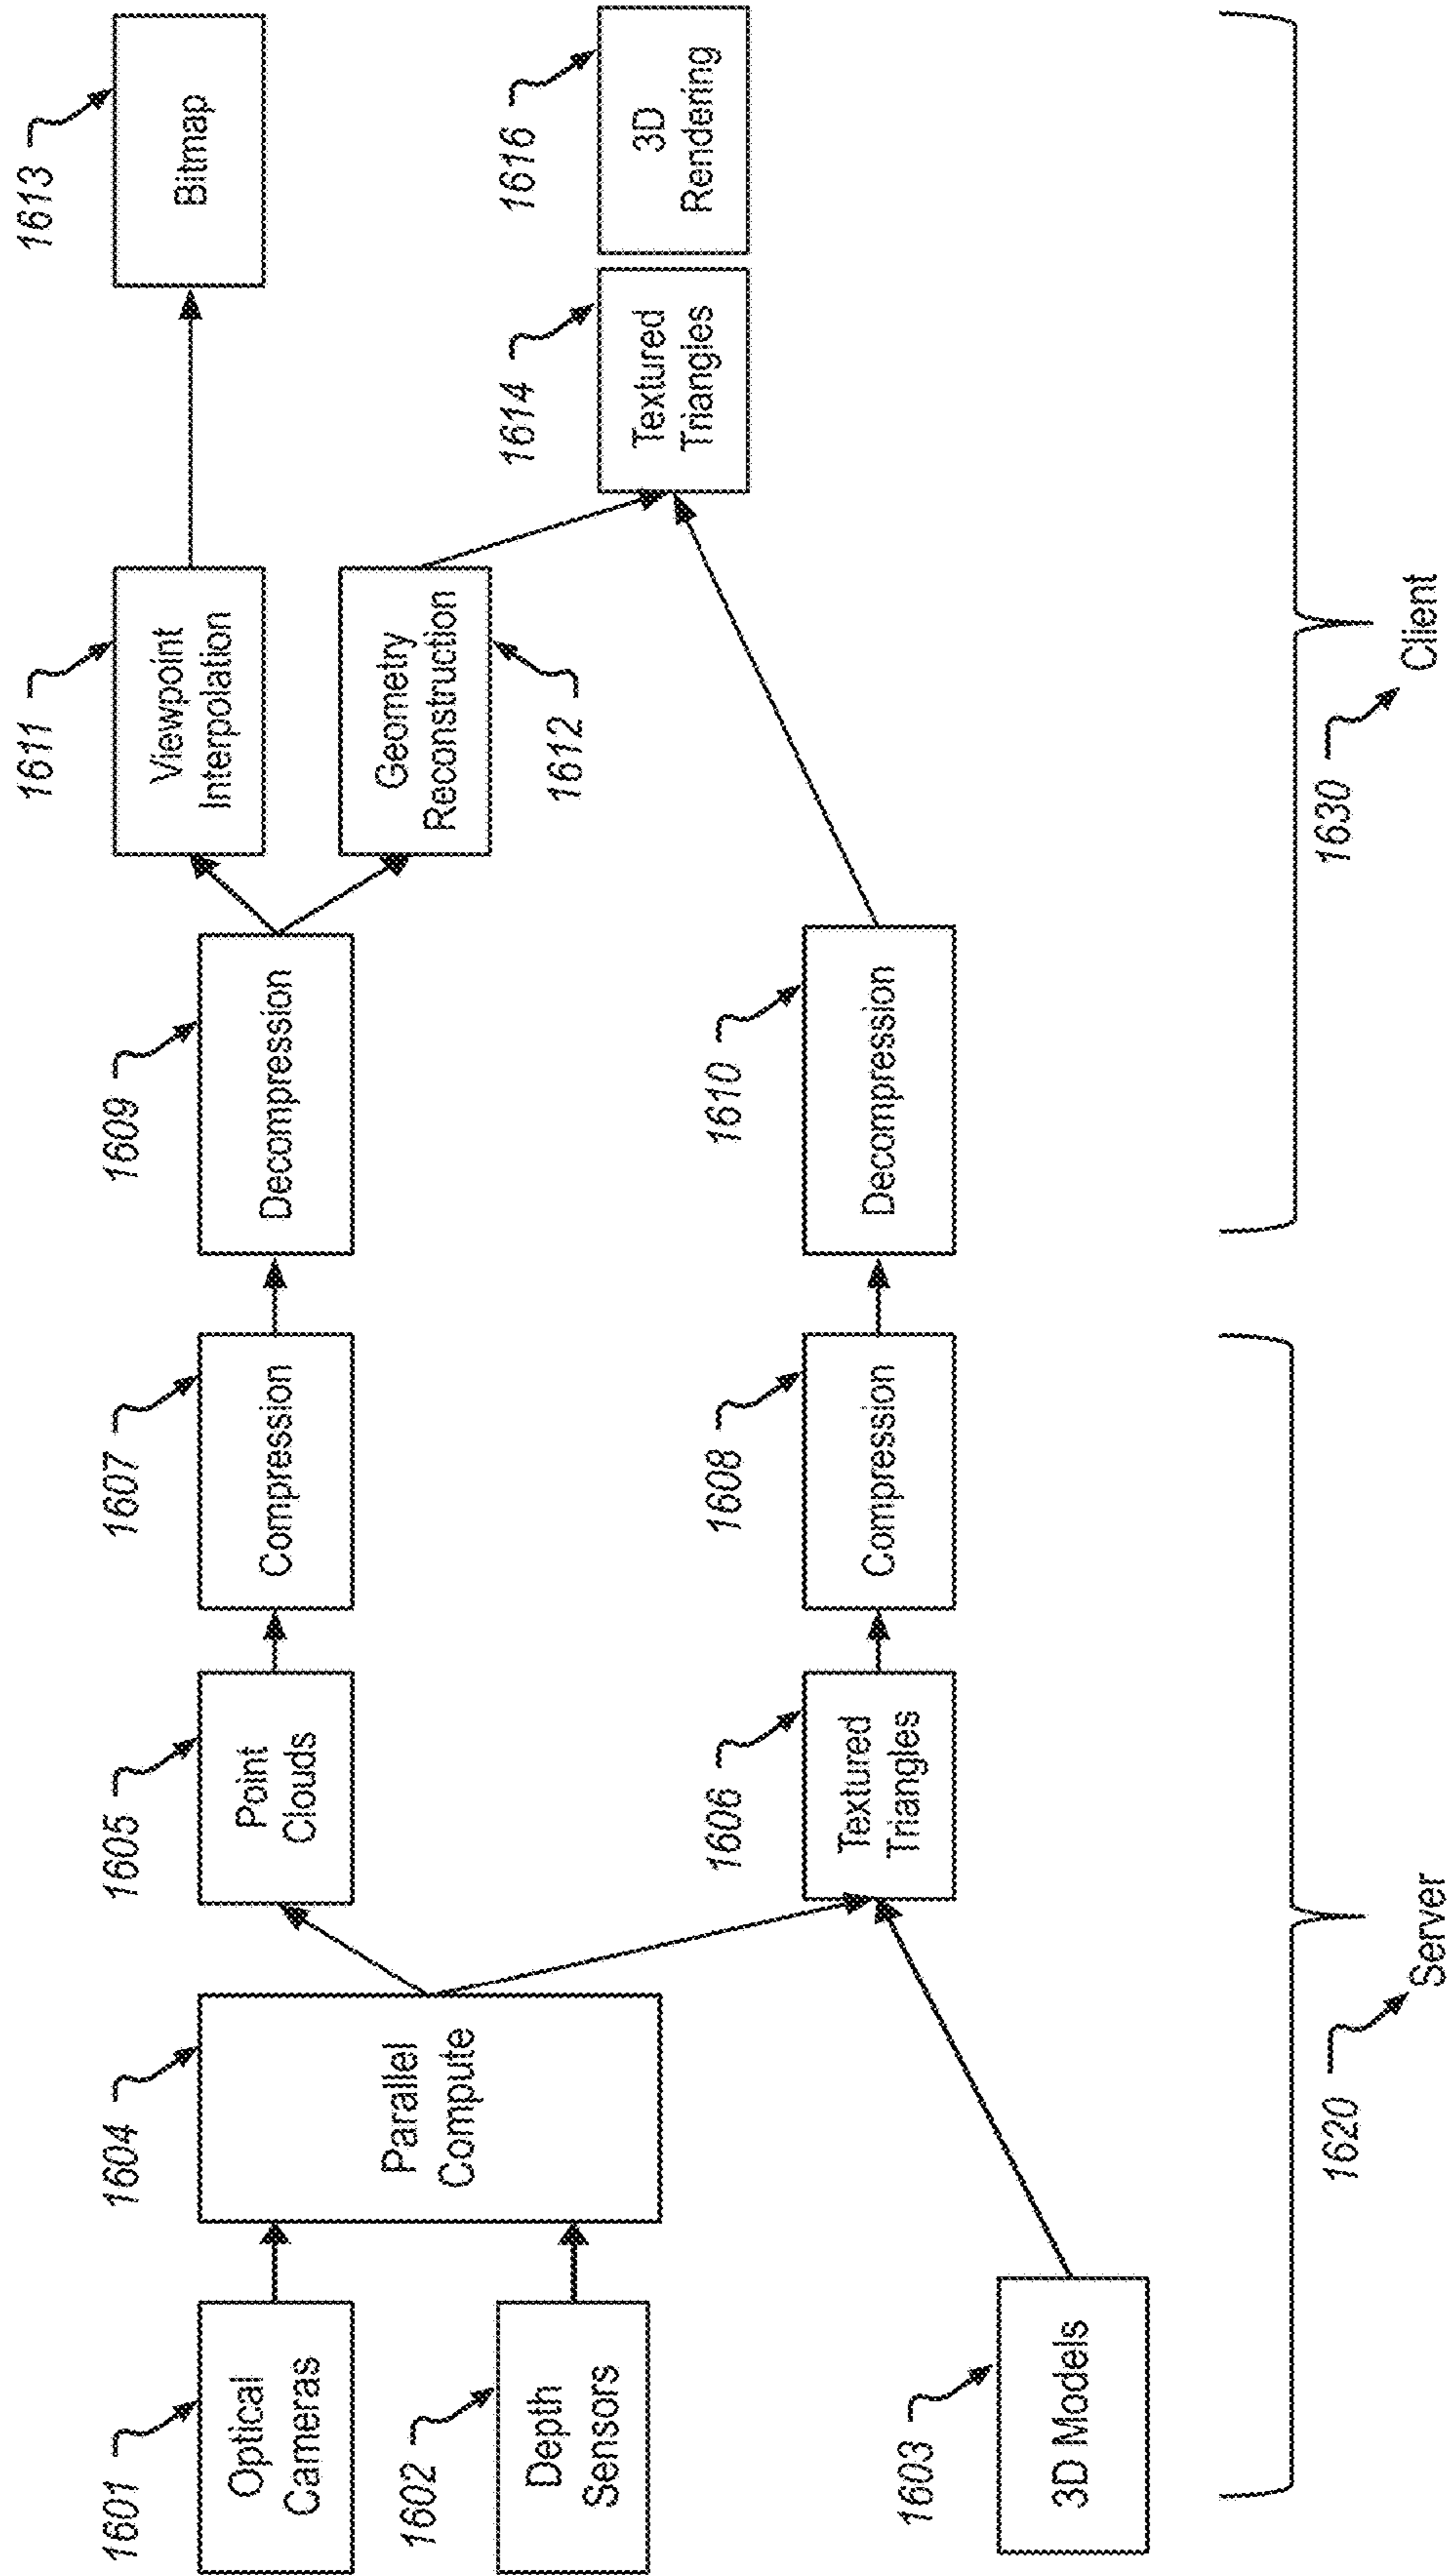 1601
Optical
Cameras
1602
Depth
Sensors
1603
3D Models
1604
Parallel
Compute
1605
Point
Clouds
1606
Textured
Triangles
1607
Compression
1608
Compression
1609
Decompression
1610
Decompression
1611
Viewpoint
Interpolation
Geometry
Reconstruction
1612
1613
Bitmap
1614
Textured
Triangles
1616
3D
Rendering
1620
Server
1630
Client